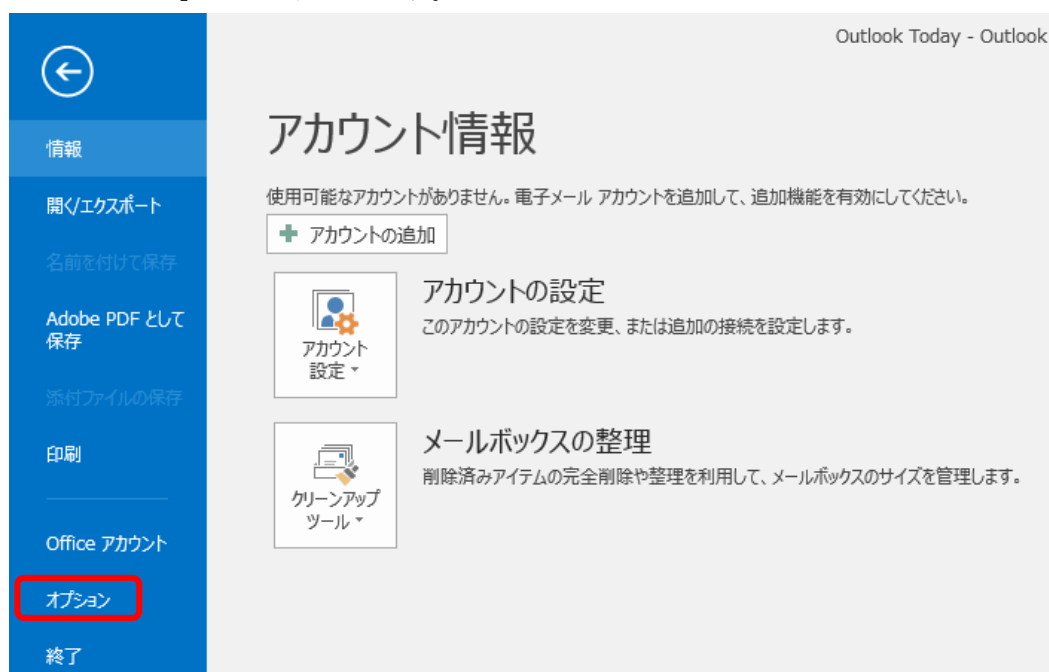 Outlook Today - Outlook
情報
開く/エクスポート
名前を付けて保存
Adobe PDF として
保存
添付ファイルの保存
印刷
Office アカウント
オプション
終了
アカウント情報
使用可能なアカウントがありません。電子メール アカウントを追加して、追加機能を有効にしてください。
アカウントの追加
アカウント
設定
アカウントの設定
このアカウントの設定を変更、または追加の接続を設定します。
クリーンアップ
ツール
メールボックスの整理
削除済みアイテムの完全削除や整理を利用して、メールボックスのサイズを管理します。